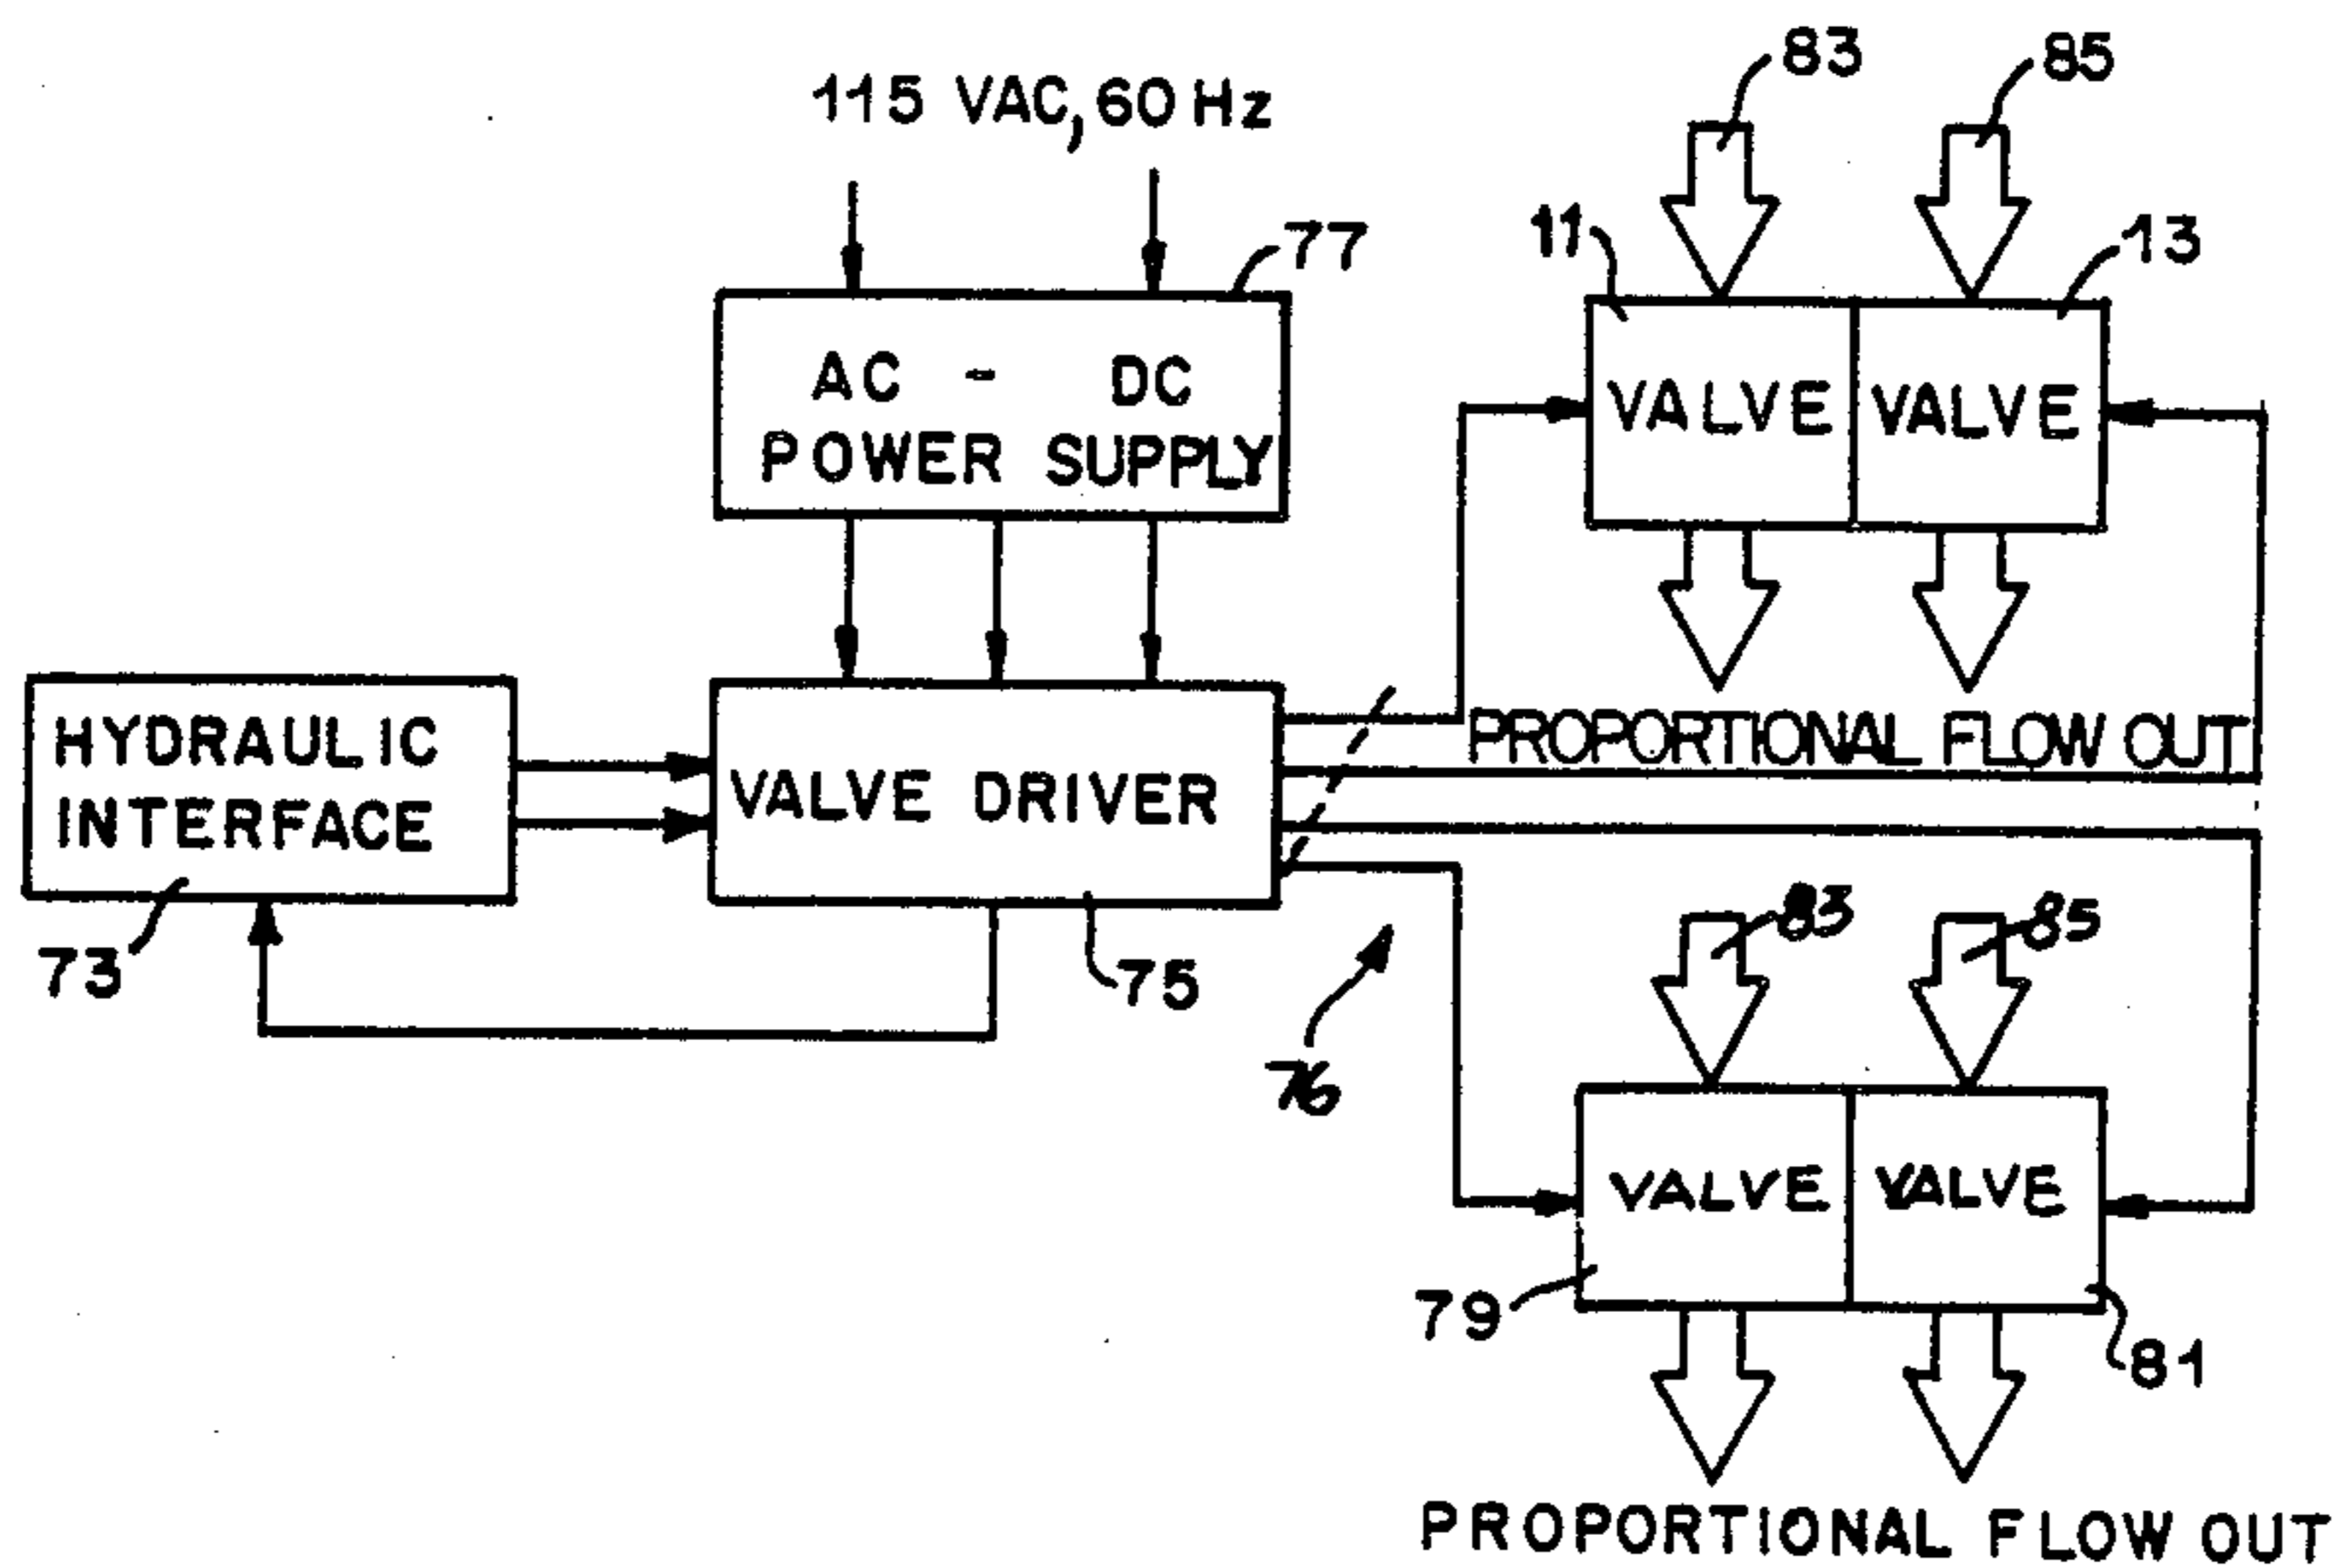 115 VAC, 60 Hz
83
85
77
11
13
AC - DC
POWER SUPPLY
VALVE
VALVE
HYDRAULIC
INTERFACE
VALVE DRIVER
PROPORTIONAL FLOW OUT
73
75
76
83
85
VALVE
VALVE
79
81
PROPORTIONAL FLOW OUT